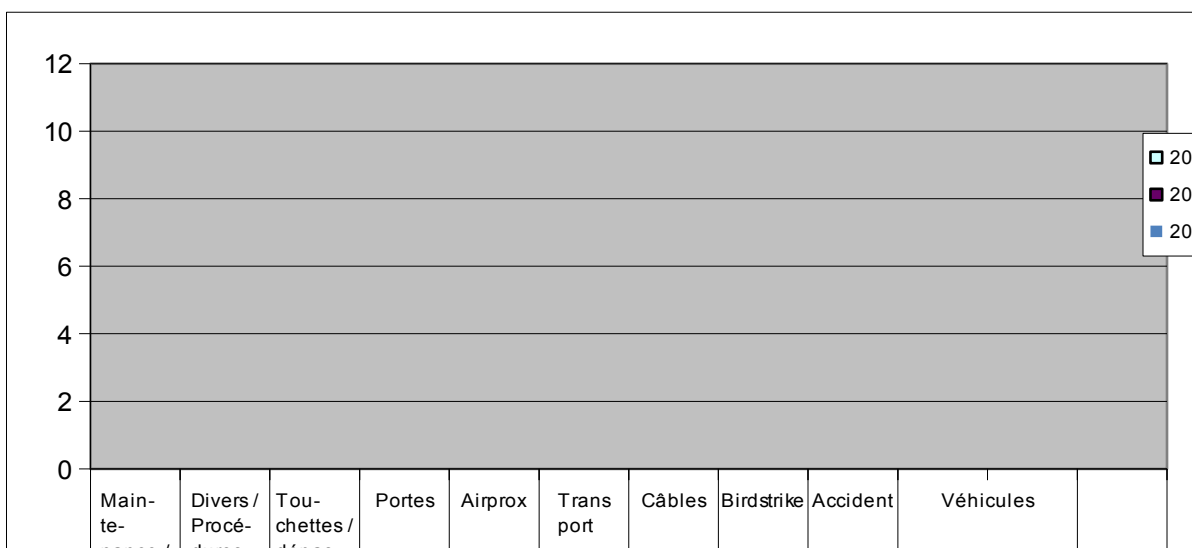 12
10
8
6
4
2
0
20
20
20
Main-
te-
Divers /
Procé-
Tou-
chettes /
Portes
Airprox
Trans
port
Câbles
Birdstrike
Accident
Véhicules